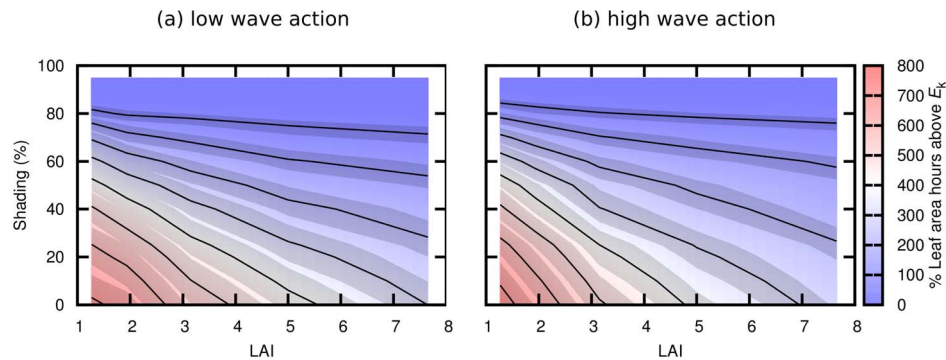 (a) low wave action
(b) high wave action
Shading (%)
100
80
60
40
20
0
1 2 3 4 5 6 7 8
LAI
1 2 3 4 5 6 7 8
LAI
800
700
600
500
400
300
200
100
0
% Leaf area hours above Ek